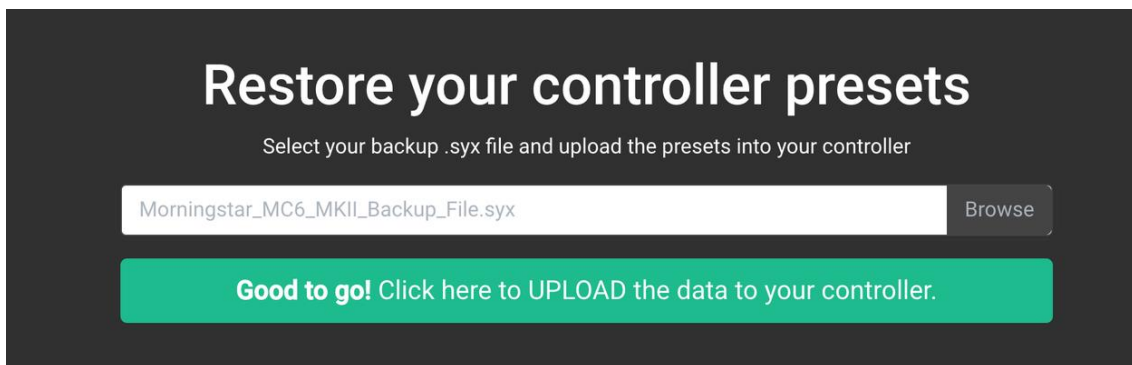 Restore your controller presets
Select your backup .syx file and upload the presets into your controller
Morningstar_MC6_MKII_Backup_File.syx
Browse
Good to go! Click here to UPLOAD the data to your controller.